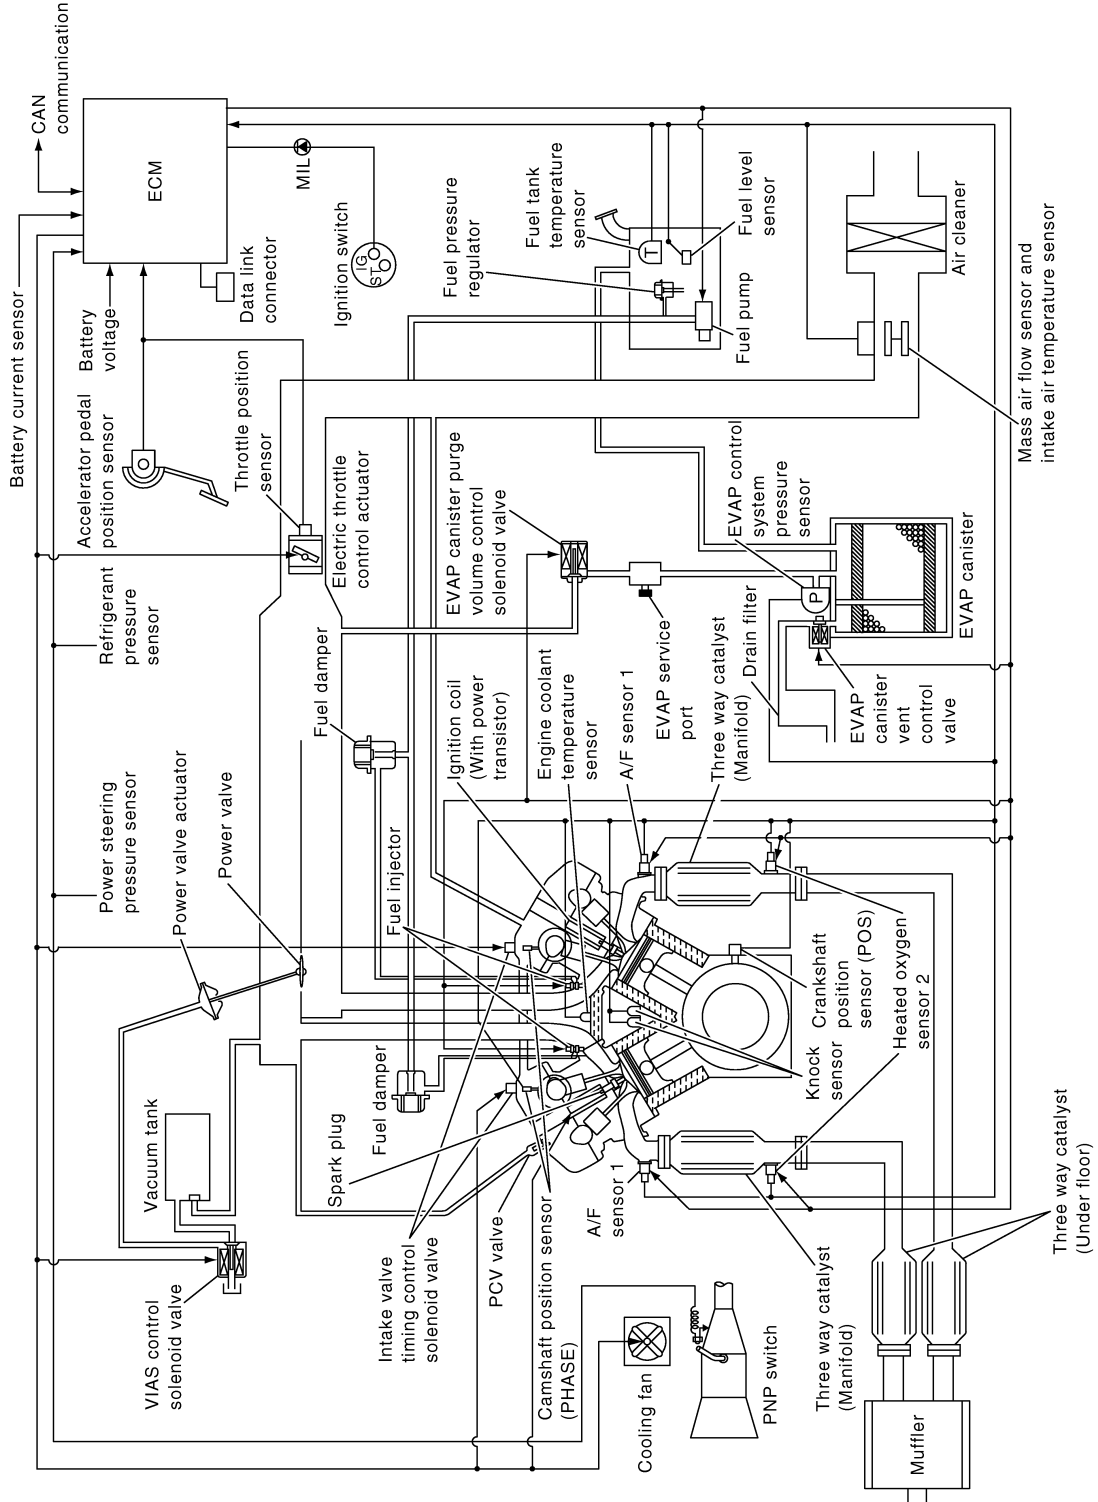 CAN
communication
Battery current sensor
ECM
Battery
voltage
Accelerator pedal
position sensor
Data link
connector
MIL
Ignition switch
IG
ST
Throttle position
sensor
Refrigerant
pressure
sensor
Electric throttle
control actuator
Power steering
pressure sensor
Power valve actuator
Power valve
Vacuum tank
VIAS control
solenoid valve
Fuel damper
Fuel injector
Fuel damper
Spark plug
Intake valve
timing control
solenoid valve
PCV valve
Camshaft position sensor
(PHASE)
Ignition coil
(With power
transistor)
Engine coolant
temperature
sensor
A/F sensor 1
Three way catalyst
(Manifold)
EVAP canister purge
volume control
solenoid valve
EVAP service
port
Fuel pressure
regulator
Fuel tank
temperature
sensor
T
Fuel level
sensor
Fuel pump
Air cleaner
Mass air flow sensor and
intake air temperature sensor
EVAP control
system
pressure
sensor
P
Drain filter
EVAP canister
EVAP
canister
vent
control
valve
Crankshaft
position
sensor (POS)
Heated oxygen
sensor 2
Knock
sensor
A/F
sensor 1
Cooling fan
PNP switch
Three way catalyst
(Manifold)
Three way catalyst
(Under floor)
Muffler